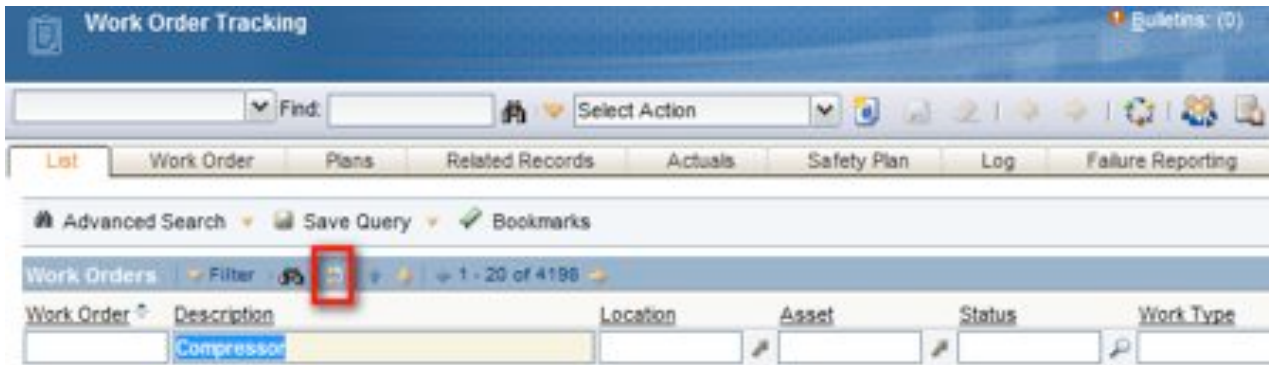 Work Order Tracking
Bulletins: (0)
Find: Select Action
List Work Order Plans Related Records Actuals Safety Plan Log Failure Reporting
Advanced Search Save Query Bookmarks
Work Orders Filter 1 - 20 of 4198
Work Order Description Location Asset Status Work Type
Compressor